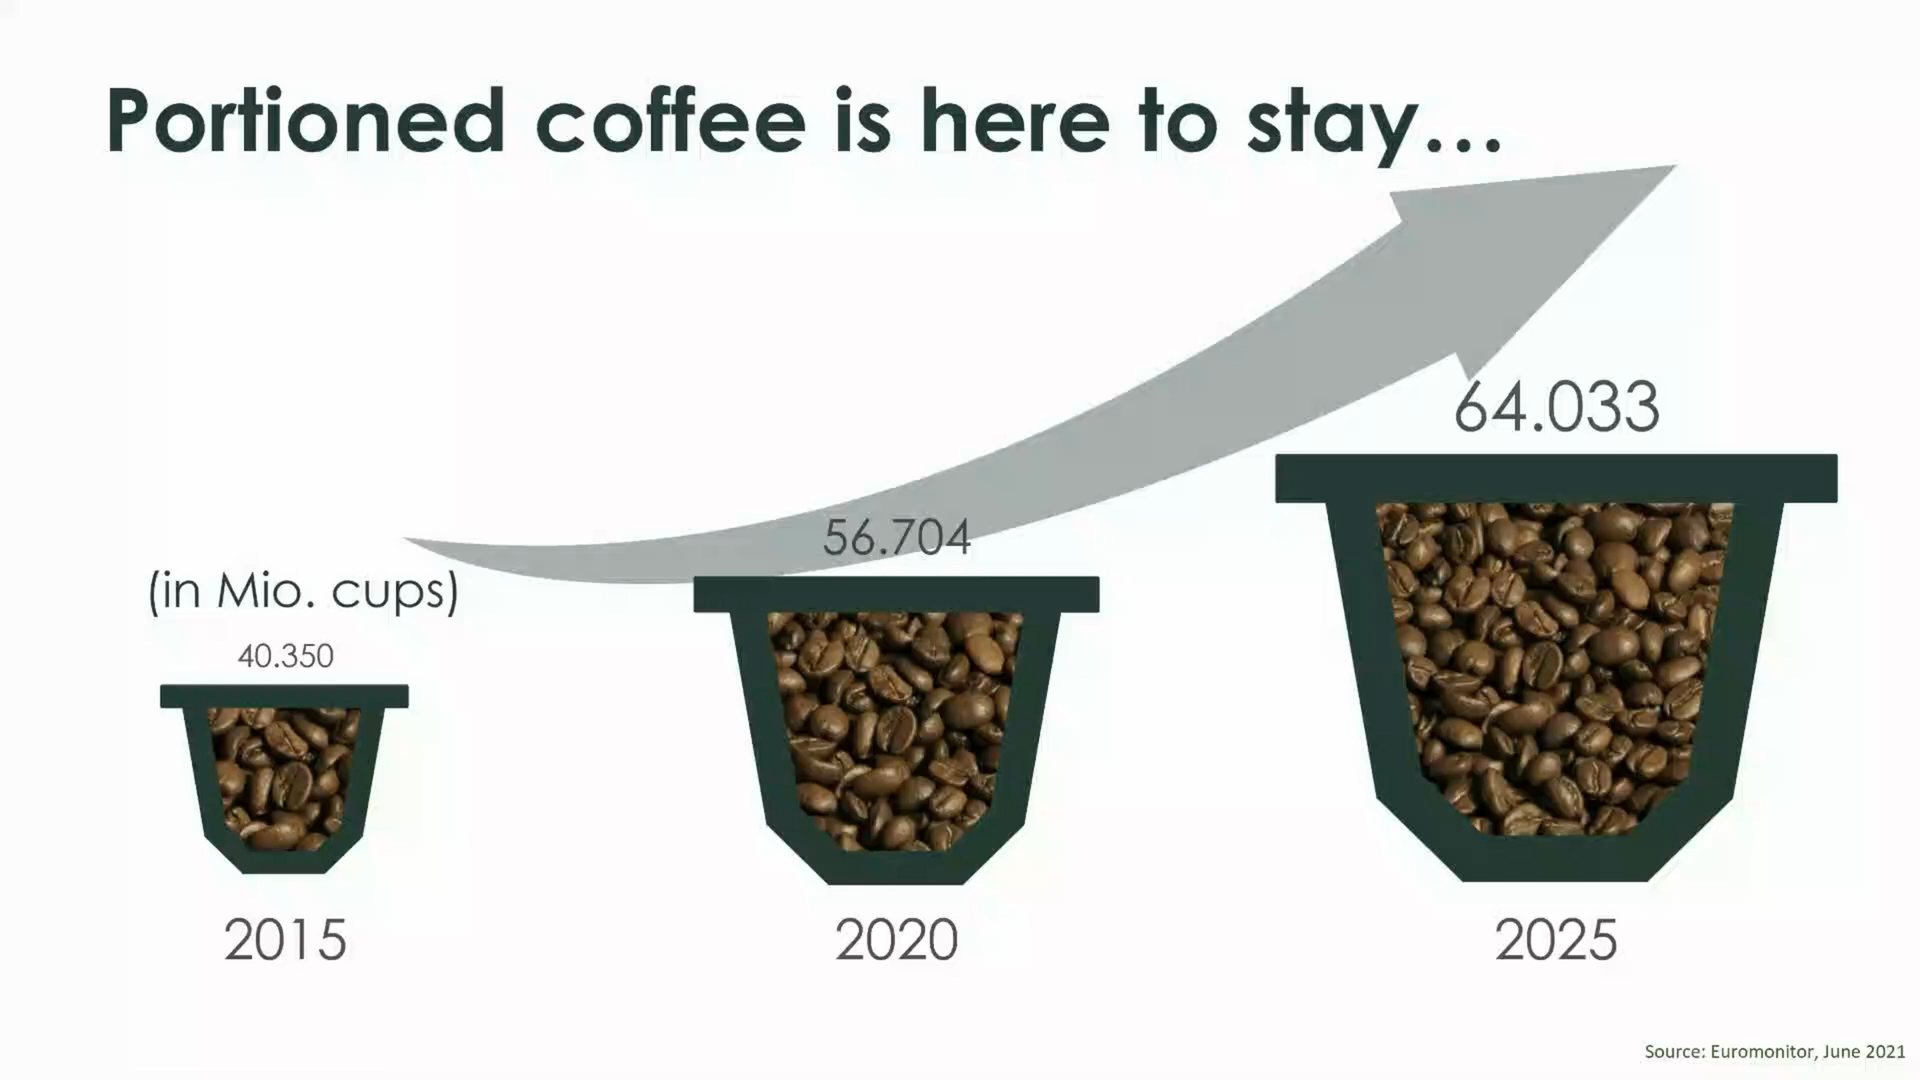 Portioned coffee is here to stay...
64.033
56.704
(in Mio. cups)
40.350
2015
2020
2025
Source: Euromonitor, June 2021